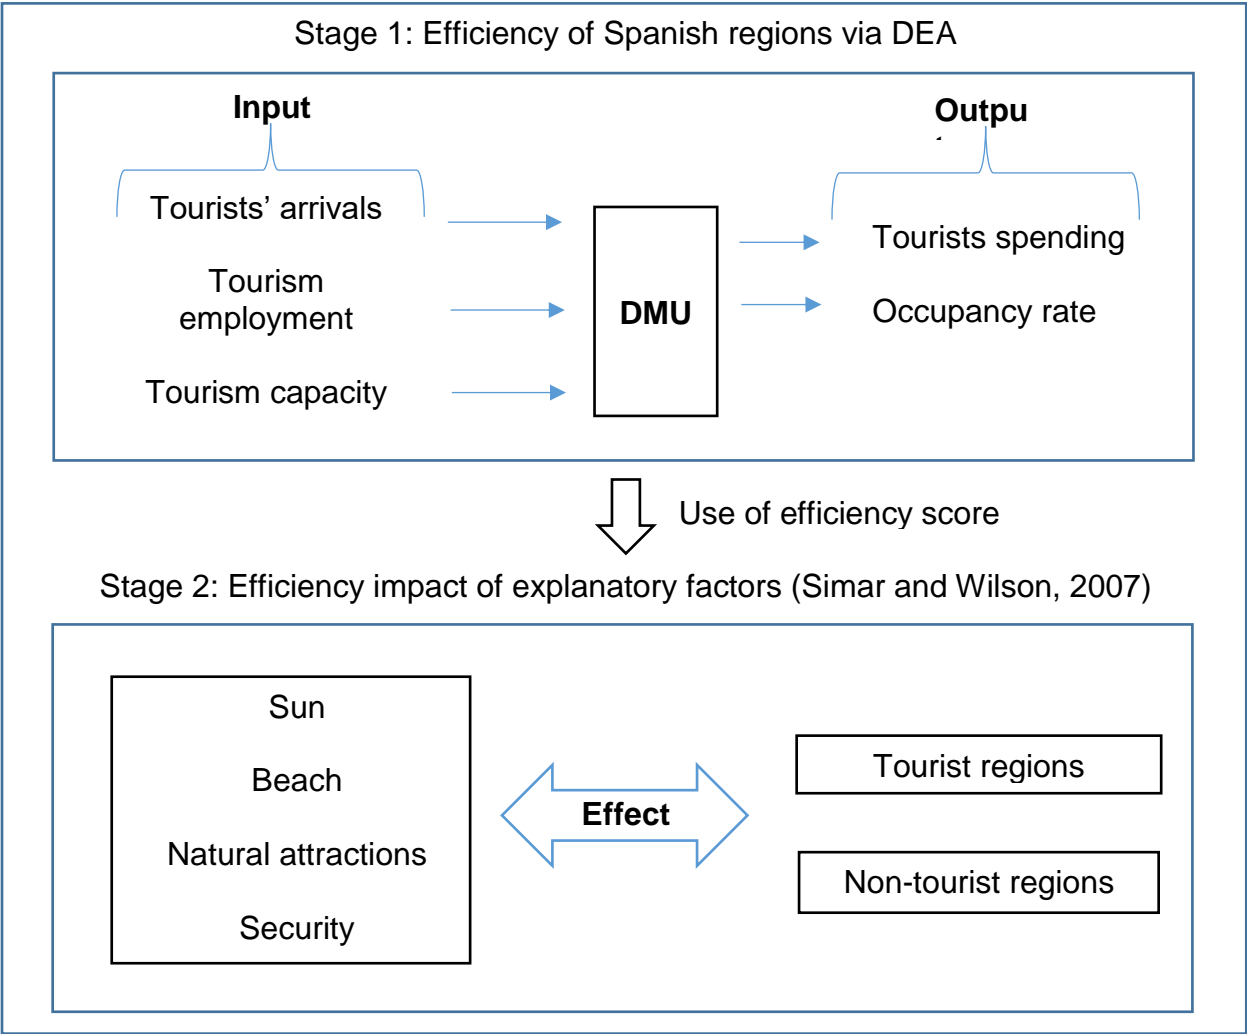 Stage 1: Efficiency of Spanish regions via DEA
Input
Outpu
Tourists’ arrivals
Tourism
employment
Tourism capacity
DMU
Tourists spending
Occupancy rate
Use of efficiency score
Stage 2: Efficiency impact of explanatory factors (Simar and Wilson, 2007)
Sun
Beach
Natural attractions
Security
Effect
Tourist regions
Non-tourist regions